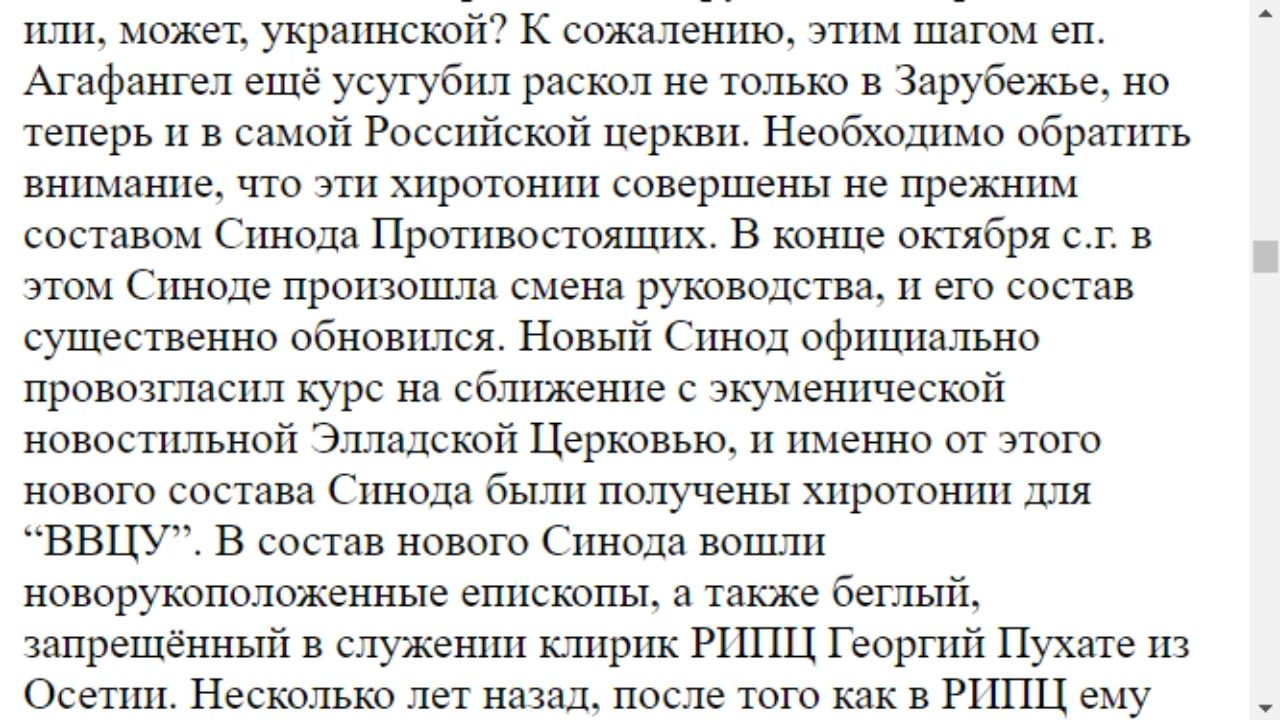 или, может, украинской? К сожалению, этим шагом еп.
Агафангел ещё усугубил раскол не только в Зарубежье, но
теперь и в самой Российской церкви. Необходимо обратить
внимание, что эти хиротонии совершены не прежним
составом Синода Противостоящих. В конце октября с.г. в
этом Синоде произошла смена руководства, и его состав
существенно обновился. Новый Синод официально
провозгласил курс на сближение с экуменической
новостильной Элладской Церковью, и именно от этого
нового состава Синода были получены хиротонии для
“ВВЦУ”. В состав нового Синода вошли
новорукоположенные епископы, а также беглый,
запрещённый в служении клирик РИПЦ Георгий Пухате из
Осетии. Несколько лет назад, после того как в РИПЦ ему